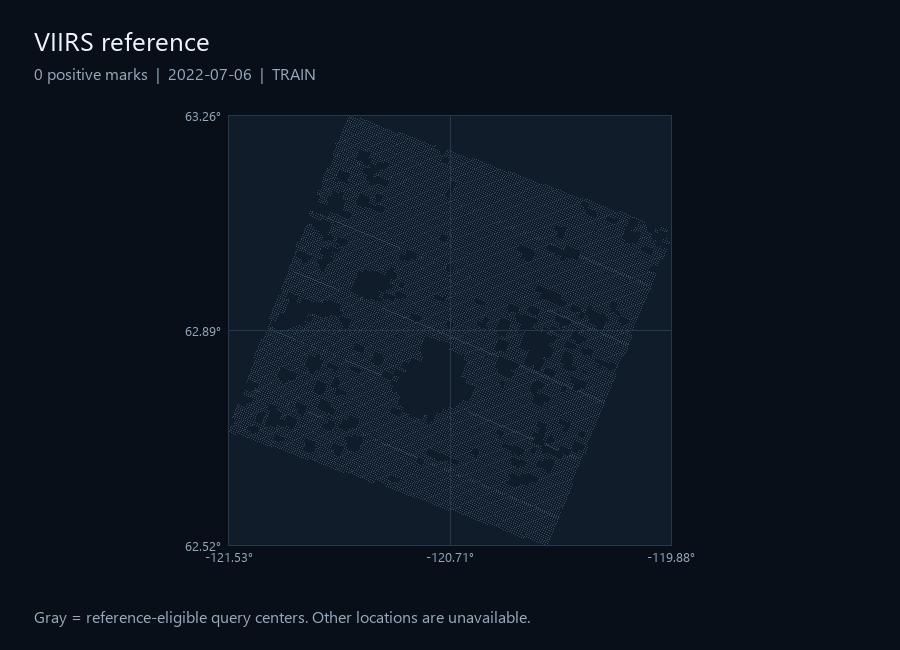 VIIRS reference
0 positive marks | 2022-07-06 | TRAIN
63.26°
62.89°
62.52°
-121.53° -120.71° -119.88°
Gray = reference-eligible query centers. Other locations are unavailable.